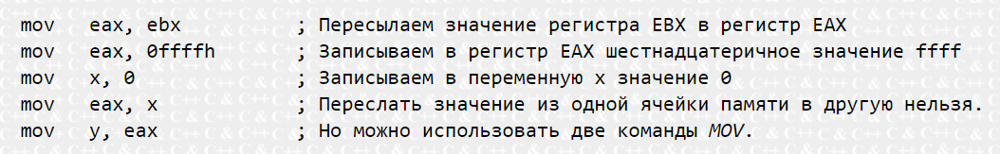 mov   eax, ebx          ; Пересылаем значение регистра EBX в регистр EAX
mov   eax, 0ffffh       ; Записываем в регистр EAX шестнадцатеричное значение ffff
mov   x, 0              ; Записываем в переменную x значение 0
mov   eax, x            ; Переслать значение из одной ячейки памяти в другую нельзя.
mov   y, eax            ; Но можно использовать две команды MOV.